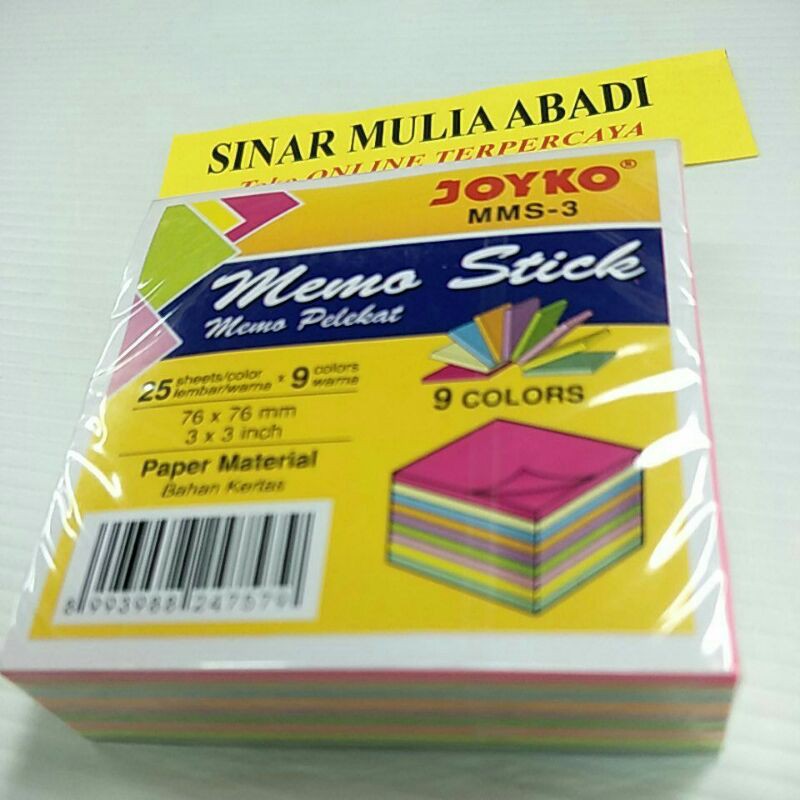 SINAR MULIA ABADI
Toko ONLINE TERPERCAYA
JOYKO®
MMS-3
Memo Stick
Memo Pelekat
25 sheets/color x 9 colors
lembar/warna warna
9 COLORS
76 x 76 mm
3 x 3 inch
Paper Material
Bahan Kertas
8 993988 247579